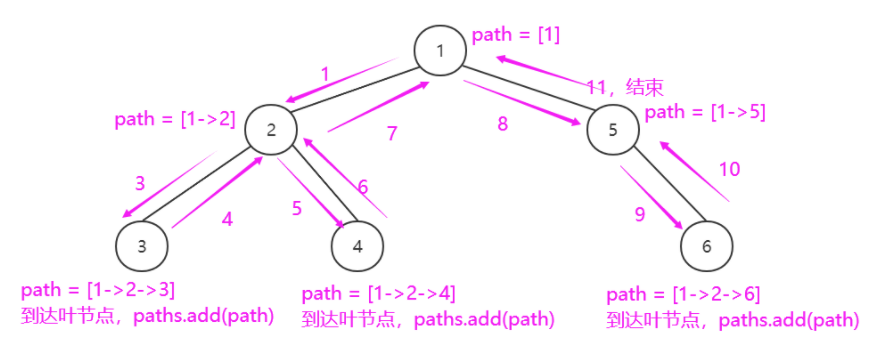 1
path = [1]
1
11，结束
path = [1->2]
2
7
8
5
path = [1->5]
3
4
5
6
9
10
3
4
6
path = [1->2->3]
到达叶节点，paths.add(path)
path = [1->2->4]
到达叶节点，paths.add(path)
path = [1->2->6]
到达叶节点，paths.add(path)